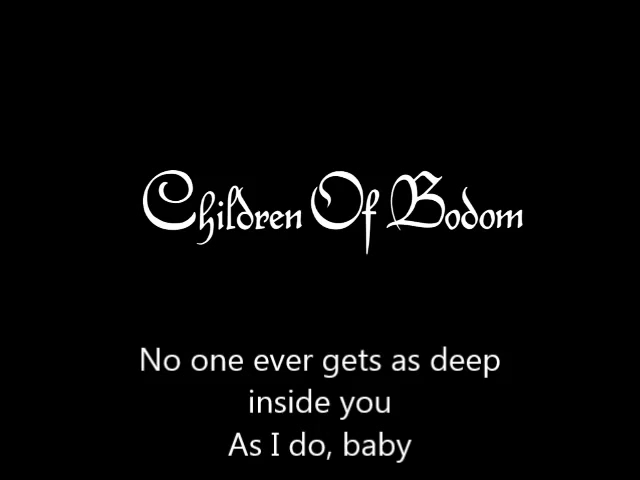 Children Of Bodom
No one ever gets as deep
inside you
As I do, baby